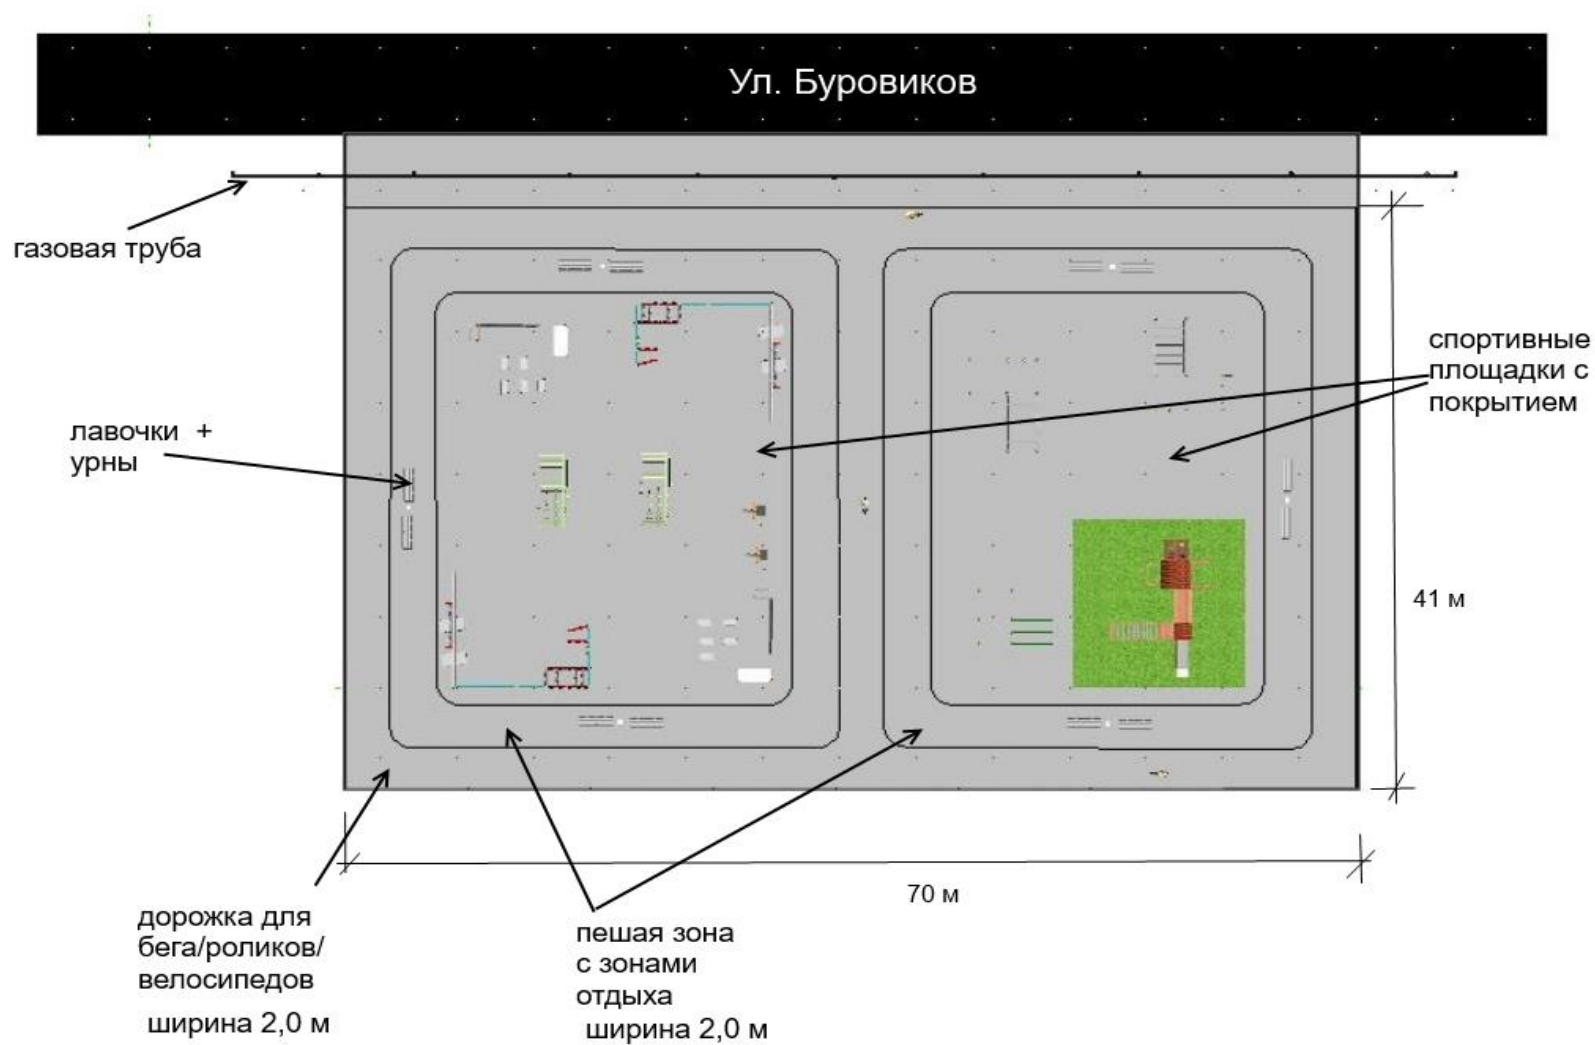 Ул. Буровиков
газовая труба
спортивные
площадки с
покрытием
лавочки +
урны
41 м
70 м
дорожка для
бега/роликов/
велосипедов
ширина 2,0 м
пешая зона
с зонами
отдыха
ширина 2,0 м